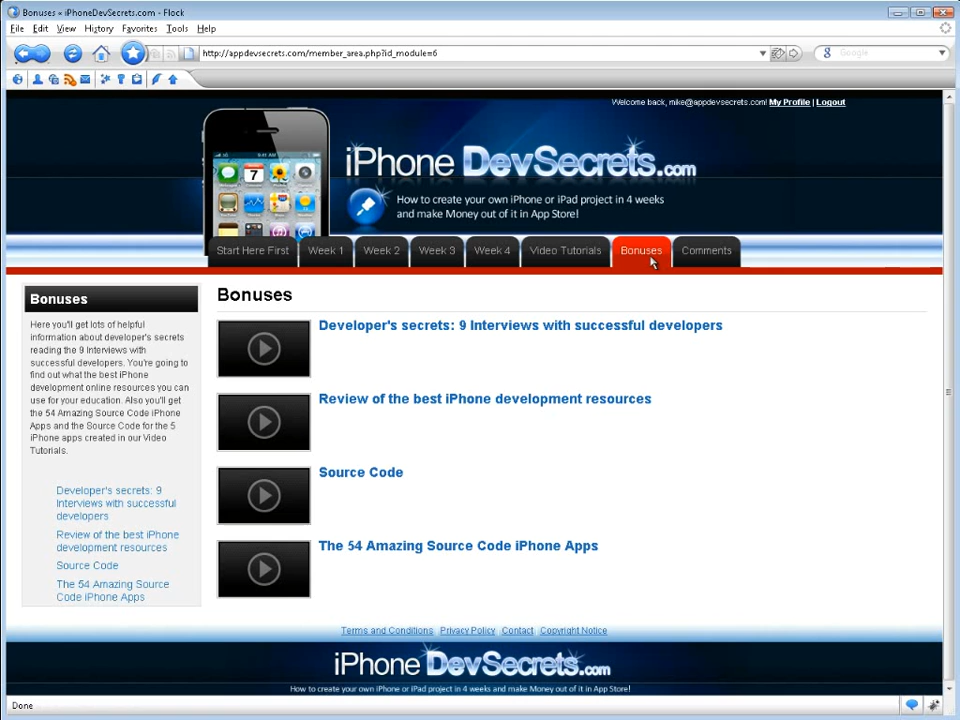 Bonuses « iPhoneDevSecrets.com - Flock
File Edit View History Favorites Tools Help
http://appdevsecrets.com/member_area.php?id_module=6
Google
Welcome back, mike@appdevsecrets.com! My Profile | Logout
9:41 AM
7
iPhone DevSecrets.com
How to create your own iPhone or iPad project in 4 weeks
and make Money out of it in App Store!
Start Here First Week 1 Week 2 Week 3 Week 4 Video Tutorials Bonuses Comments
Bonuses
Here you'll get lots of helpful
information about developer's secrets
reading the 9 Interviews with
successful developers. You're going to
find out what the best iPhone
development online resources you can
use for your education. Also you'll get
the 54 Amazing Source Code iPhone
Apps and the Source Code for the 5
iPhone apps created in our Video
Tutorials.
Developer's secrets: 9
Interviews with successful
developers
Review of the best iPhone
development resources
Source Code
The 54 Amazing Source
Code iPhone Apps
Bonuses
Developer's secrets: 9 Interviews with successful developers
Review of the best iPhone development resources
Source Code
The 54 Amazing Source Code iPhone Apps
Terms and Conditions Privacy Policy Contact Copyright Notice
iPhone DevSecrets.com
How to create your own iPhone or iPad project in 4 weeks and make Money out of it in App Store!
Done